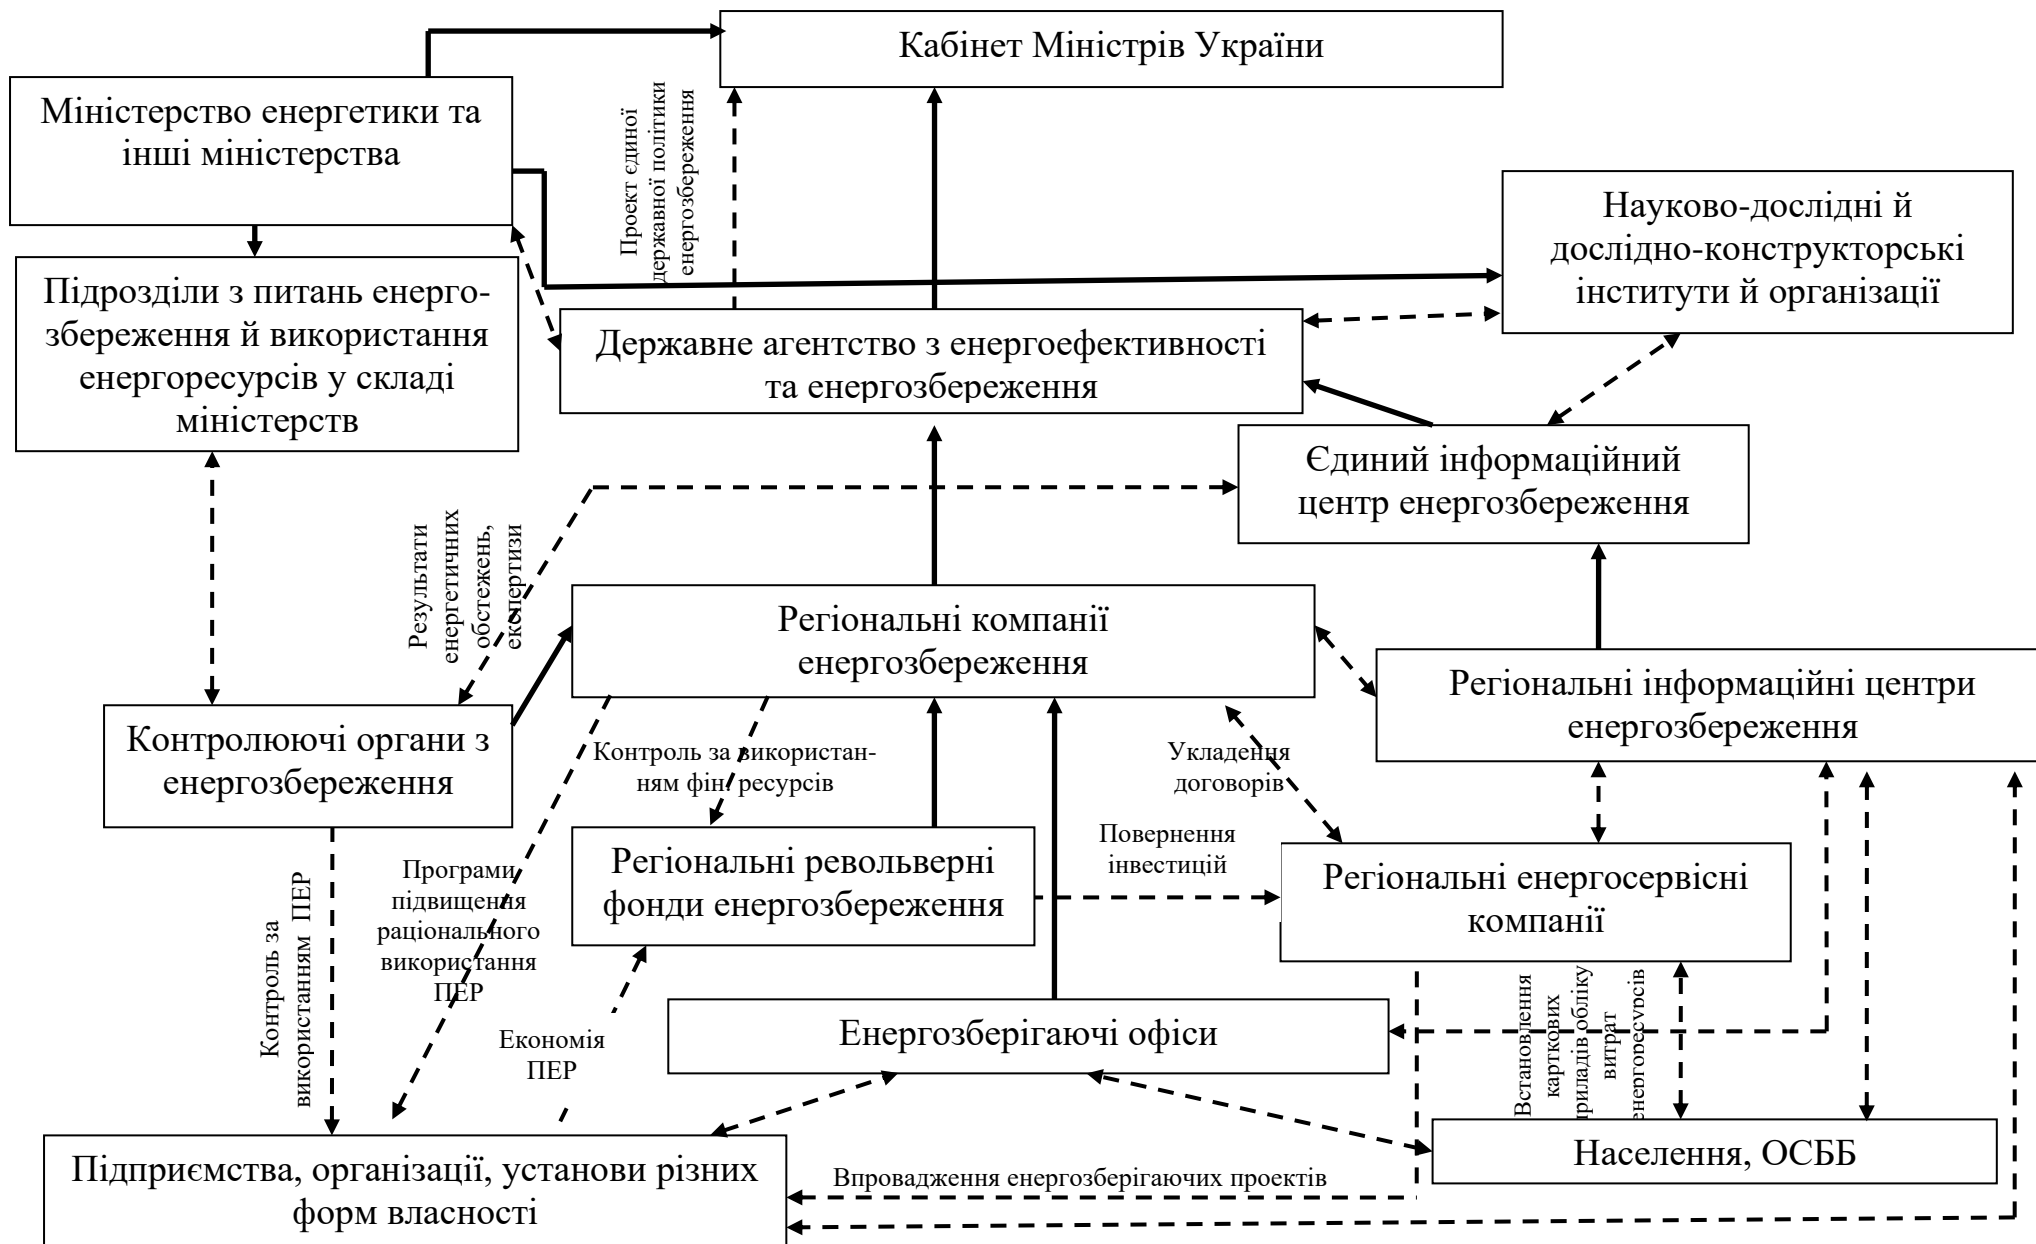 Кабінет Міністрів України
Міністерство енергетики та
інші міністерства
Проект єдиної
державної політики
енергозбереження
Науково-дослідні й
дослідно-конструкторські
інститути й організації
Підрозділи з питань енерго-
збереження й використання
енергоресурсів у складі
міністерств
Державне агентство з енергоефективності
та енергозбереження
Єдиний інформаційний
центр енергозбереження
Результати
енергетичних
обстежень,
експертизи
Регіональні компанії
енергозбереження
Регіональні інформаційні центри
енергозбереження
Контролюючі органи з
енергозбереження
Контроль за використан-
ням фін. ресурсів
Укладення
договорів
Повернення
інвестицій
Програми
підвищення
раціонального
використання
ПЕР
Регіональні револьверні
фонди енергозбереження
Регіональні енергосервісні
компанії
Контроль за
використанням ПЕР
Економія
ПЕР
Енергозберігаючі офіси
Встановлення
карткових
приладів обліку
витрат
енергоресурсів
Населення, ОСББ
Підприємства, організації, установи різних
форм власності
Впровадження енергозберігаючих проектів